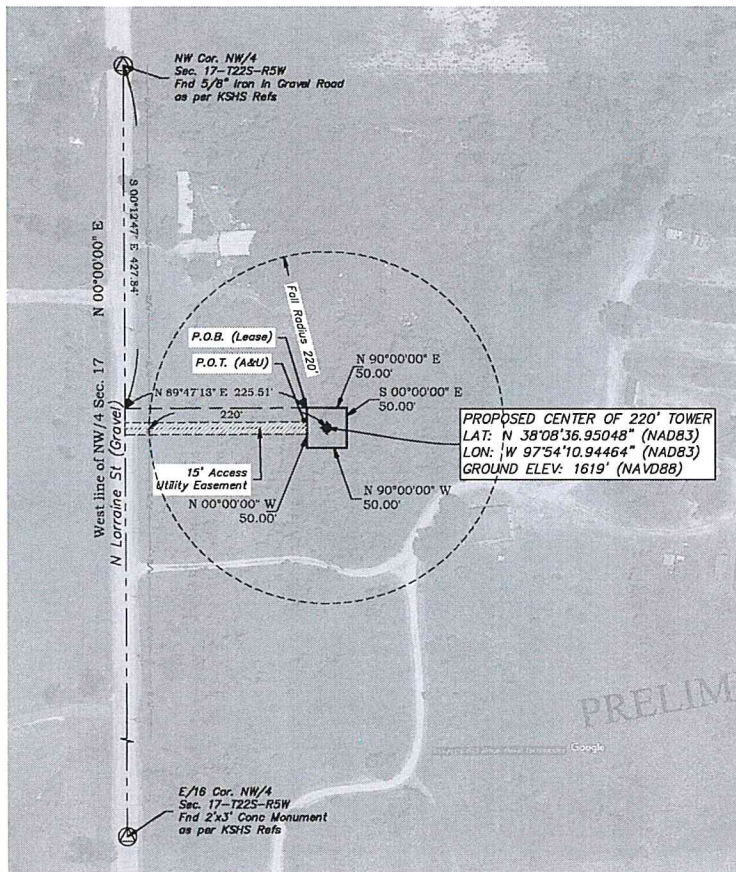 NW Cor. NW/4
Sec. 17-T22S-R5W
Fnd 5/8" Iron in Gravel Road
as per KSHS Refs
S 00°12'47" E 427.84'
N 00°00'00" E
West line of NW/4 Sec. 17
N Lorraine St (Gravel)
Fall Radius 220'
P.O.B. (Lease)
P.O.T. (A&U)
N 90°00'00" E
50.00'
N 89°47'13" E 225.51'
S 00°00'00" E
50.00'
220'
PROPOSED CENTER OF 220' TOWER
LAT: N 38°08'36.95048" (NAD83)
LON: W 97°54'10.94464" (NAD83)
GROUND ELEV: 1619' (NAVD88)
15' Access
Utility Easement
N 00°00'00" W
50.00'
N 90°00'00" W
50.00'
PRELIM
Google
E/16 Cor. NW/4
Sec. 17-T22S-R5W
Fnd 2'x3' Conc Monument
as per KSHS Refs